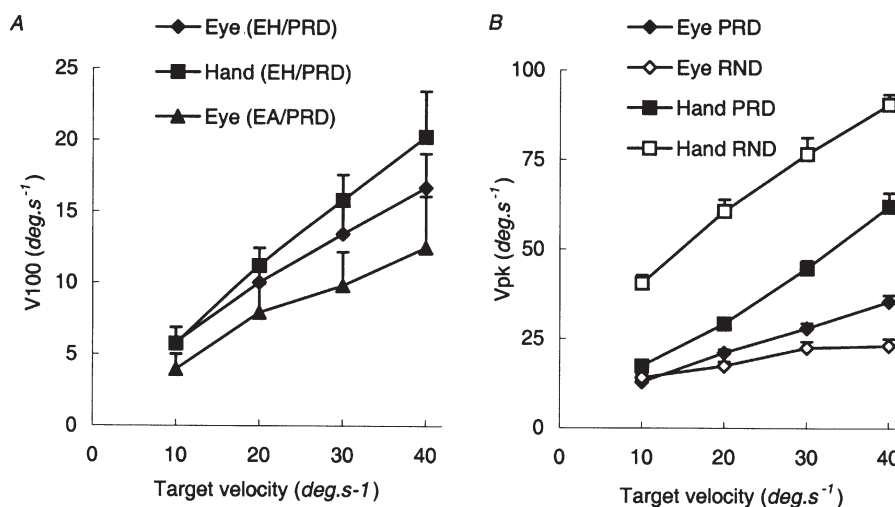 A
Eye (EH/PRD)
Hand (EH/PRD)
Eye (EA/PRD)
25
20
15
10
5
0
V100 (deg.s⁻¹)
0 10 20 30 40
Target velocity (deg.s-1)
B
Eye PRD
Eye RND
Hand PRD
Hand RND
100
75
50
25
0
Vpk (deg.s⁻¹)
0 10 20 30 40
Target velocity (deg.s⁻¹)